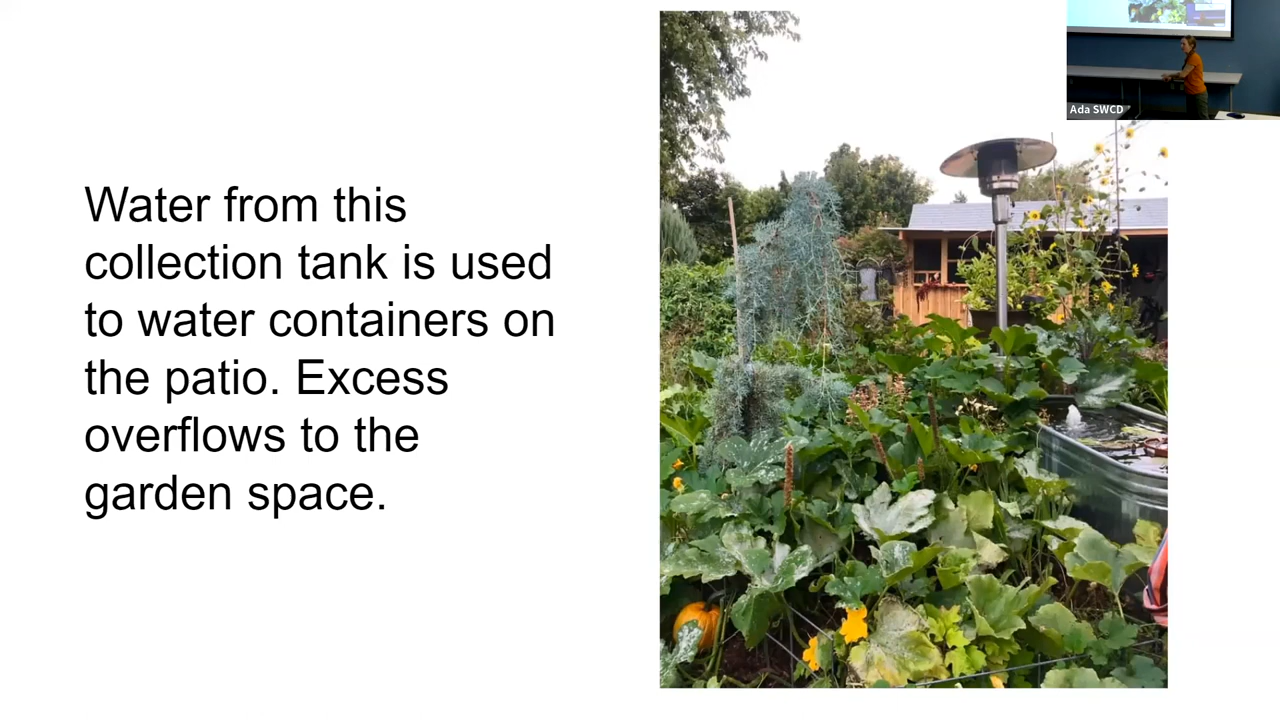 Water from this
collection tank is used
to water containers on
the patio. Excess
overflows to the
garden space.
Ada SWCD